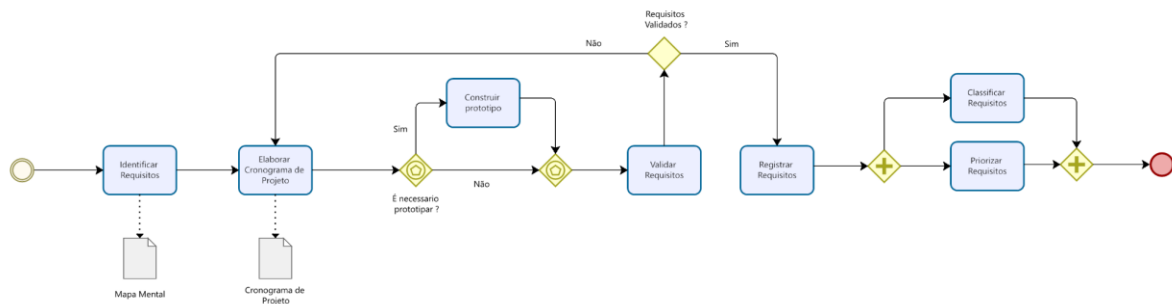 Requisitos
Validados ?
Não
Sim
Construir
prototipo
Classificar
Requisitos
Sim
Identificar
Requisitos
Elaborar
Cronograma de
Projeto
Não
Validar
Requisitos
Registrar
Requisitos
Priorizar
Requisitos
É necessario
prototipar ?
Mapa Mental
Cronograma de
Projeto